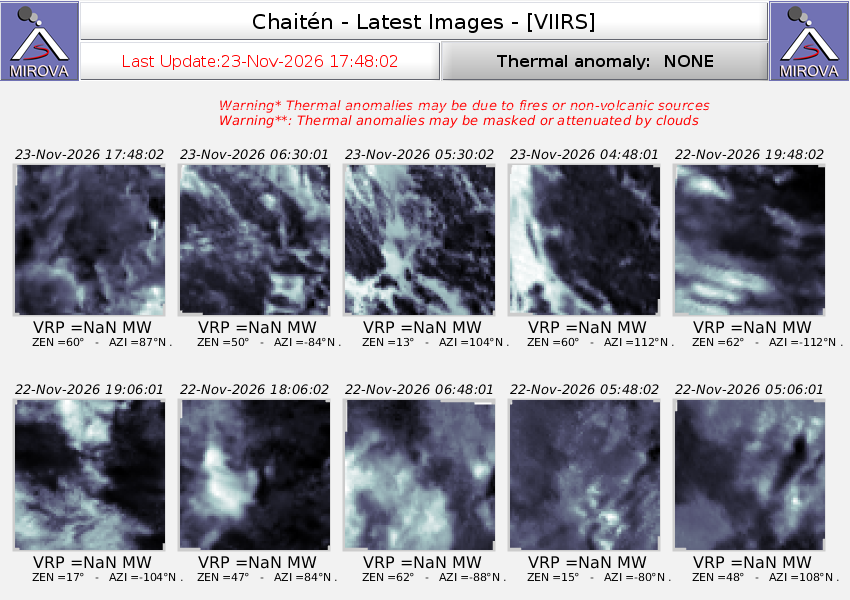 Chaitén - Latest Images - [VIIRS]
MIROVA
Last Update:23-Nov-2026 17:48:02
Thermal anomaly: NONE
MIROVA
Warning* Thermal anomalies may be due to fires or non-volcanic sources
Warning**: Thermal anomalies may be masked or attenuated by clouds
23-Nov-2026 17:48:02 23-Nov-2026 06:30:01 23-Nov-2026 05:30:02 23-Nov-2026 04:48:01 22-Nov-2026 19:48:02
VRP =NaN MW VRP =NaN MW VRP =NaN MW VRP =NaN MW VRP =NaN MW
ZEN =60° - AZI =87°N . ZEN =50° - AZI =-84°N . ZEN =13° - AZI =104°N . ZEN =60° - AZI =112°N . ZEN =62° - AZI =-112°N .
22-Nov-2026 19:06:01 22-Nov-2026 18:06:02 22-Nov-2026 06:48:01 22-Nov-2026 05:48:02 22-Nov-2026 05:06:01
VRP =NaN MW VRP =NaN MW VRP =NaN MW VRP =NaN MW VRP =NaN MW
ZEN =17° - AZI =-104°N . ZEN =47° - AZI =84°N . ZEN =62° - AZI =-88°N . ZEN =15° - AZI =-80°N . ZEN =48° - AZI =108°N .